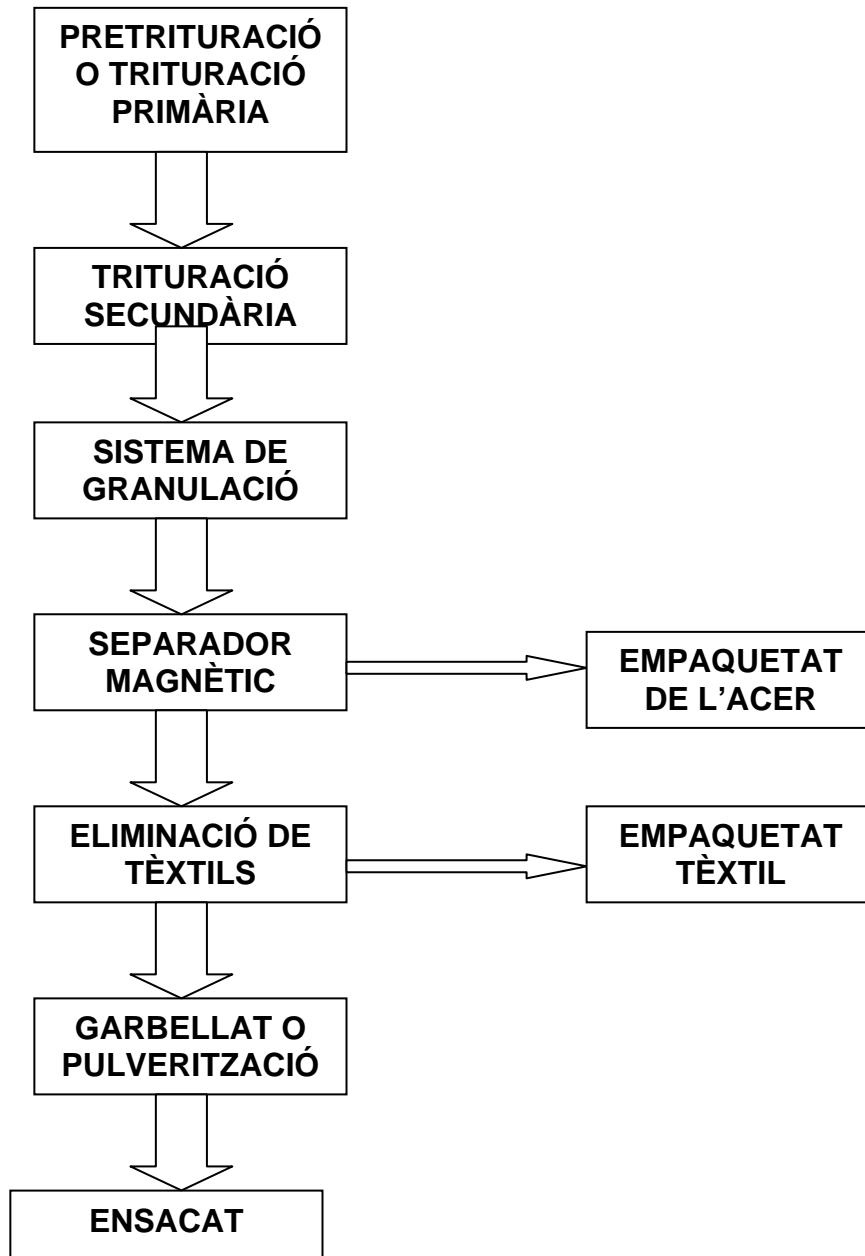 PRETRITURACIÓ
O TRITURACIÓ
PRIMÀRIA
TRITURACIÓ
SECUNDÀRIA
SISTEMA DE
GRANULACIÓ
SEPARADOR
MAGNÈTIC
EMPAQUETAT
DE L’ACER
ELIMINACIÓ DE
TÈXTILS
EMPAQUETAT
TÈXTIL
GARBELLAT O
PULVERITZACIÓ
ENSACAT